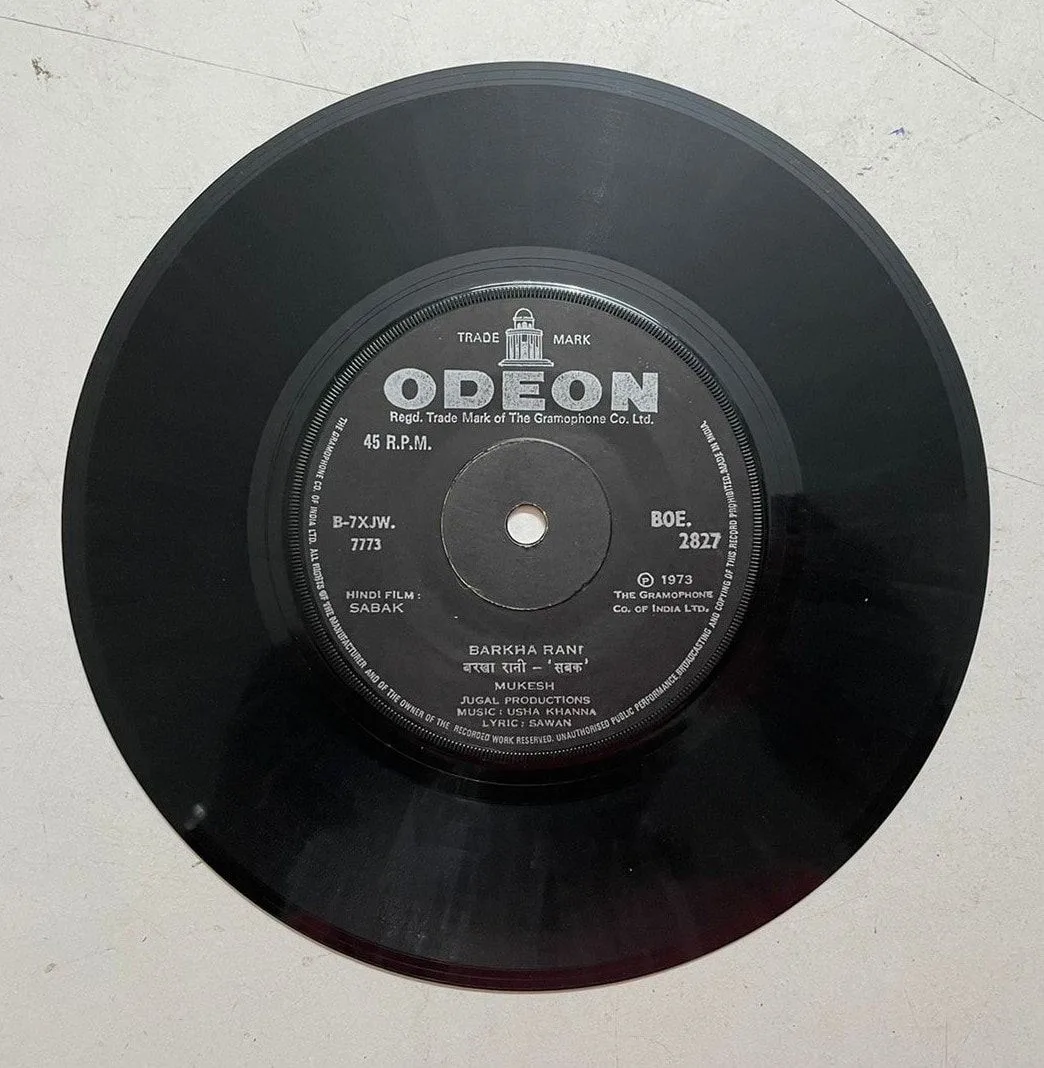 TRADE MARK
ODEON
Regd. Trade Mark of The Gramophone Co. Ltd.
45 R.P.M.
B-7XJW.
7773
BOE.
2827
HINDI FILM :
SABAK
Ⓟ 1973
THE GRAMOPHONE
CO. OF INDIA LTD.
BARKHA RANI
बरखा रानी – 'सबक'
MUKESH
JUGAL PRODUCTIONS
MUSIC : USHA KHANNA
LYRIC : SAWAN
THE GRAMOPHONE CO. OF INDIA LTD. ALL RIGHTS OF THE MANUFACTURER AND OF THE OWNER OF THE RECORDED WORK RESERVED. UNAUTHORISED PUBLIC PERFORMANCE BROADCASTING AND COPYING OF THIS RECORD PROHIBITED. MADE IN INDIA.